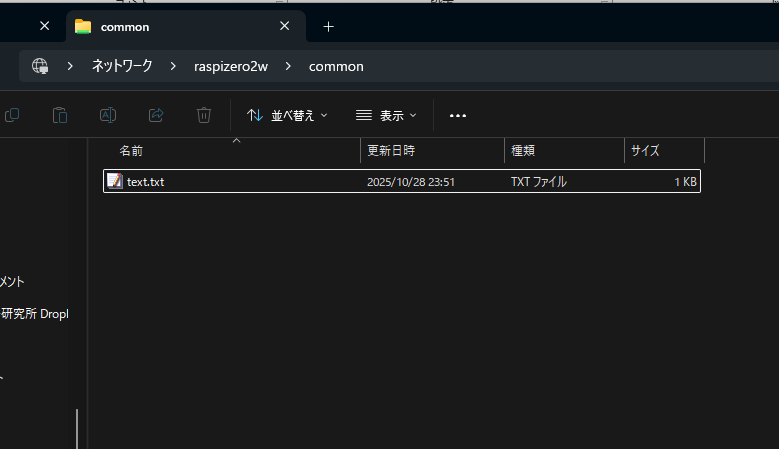 common
ネットワーク
raspizero2w
common
並べ替え
表示
名前
更新日時
種類
サイズ
text.txt
2025/10/28 23:51
TXT ファイル
1 KB
メント
研究所 Dropl